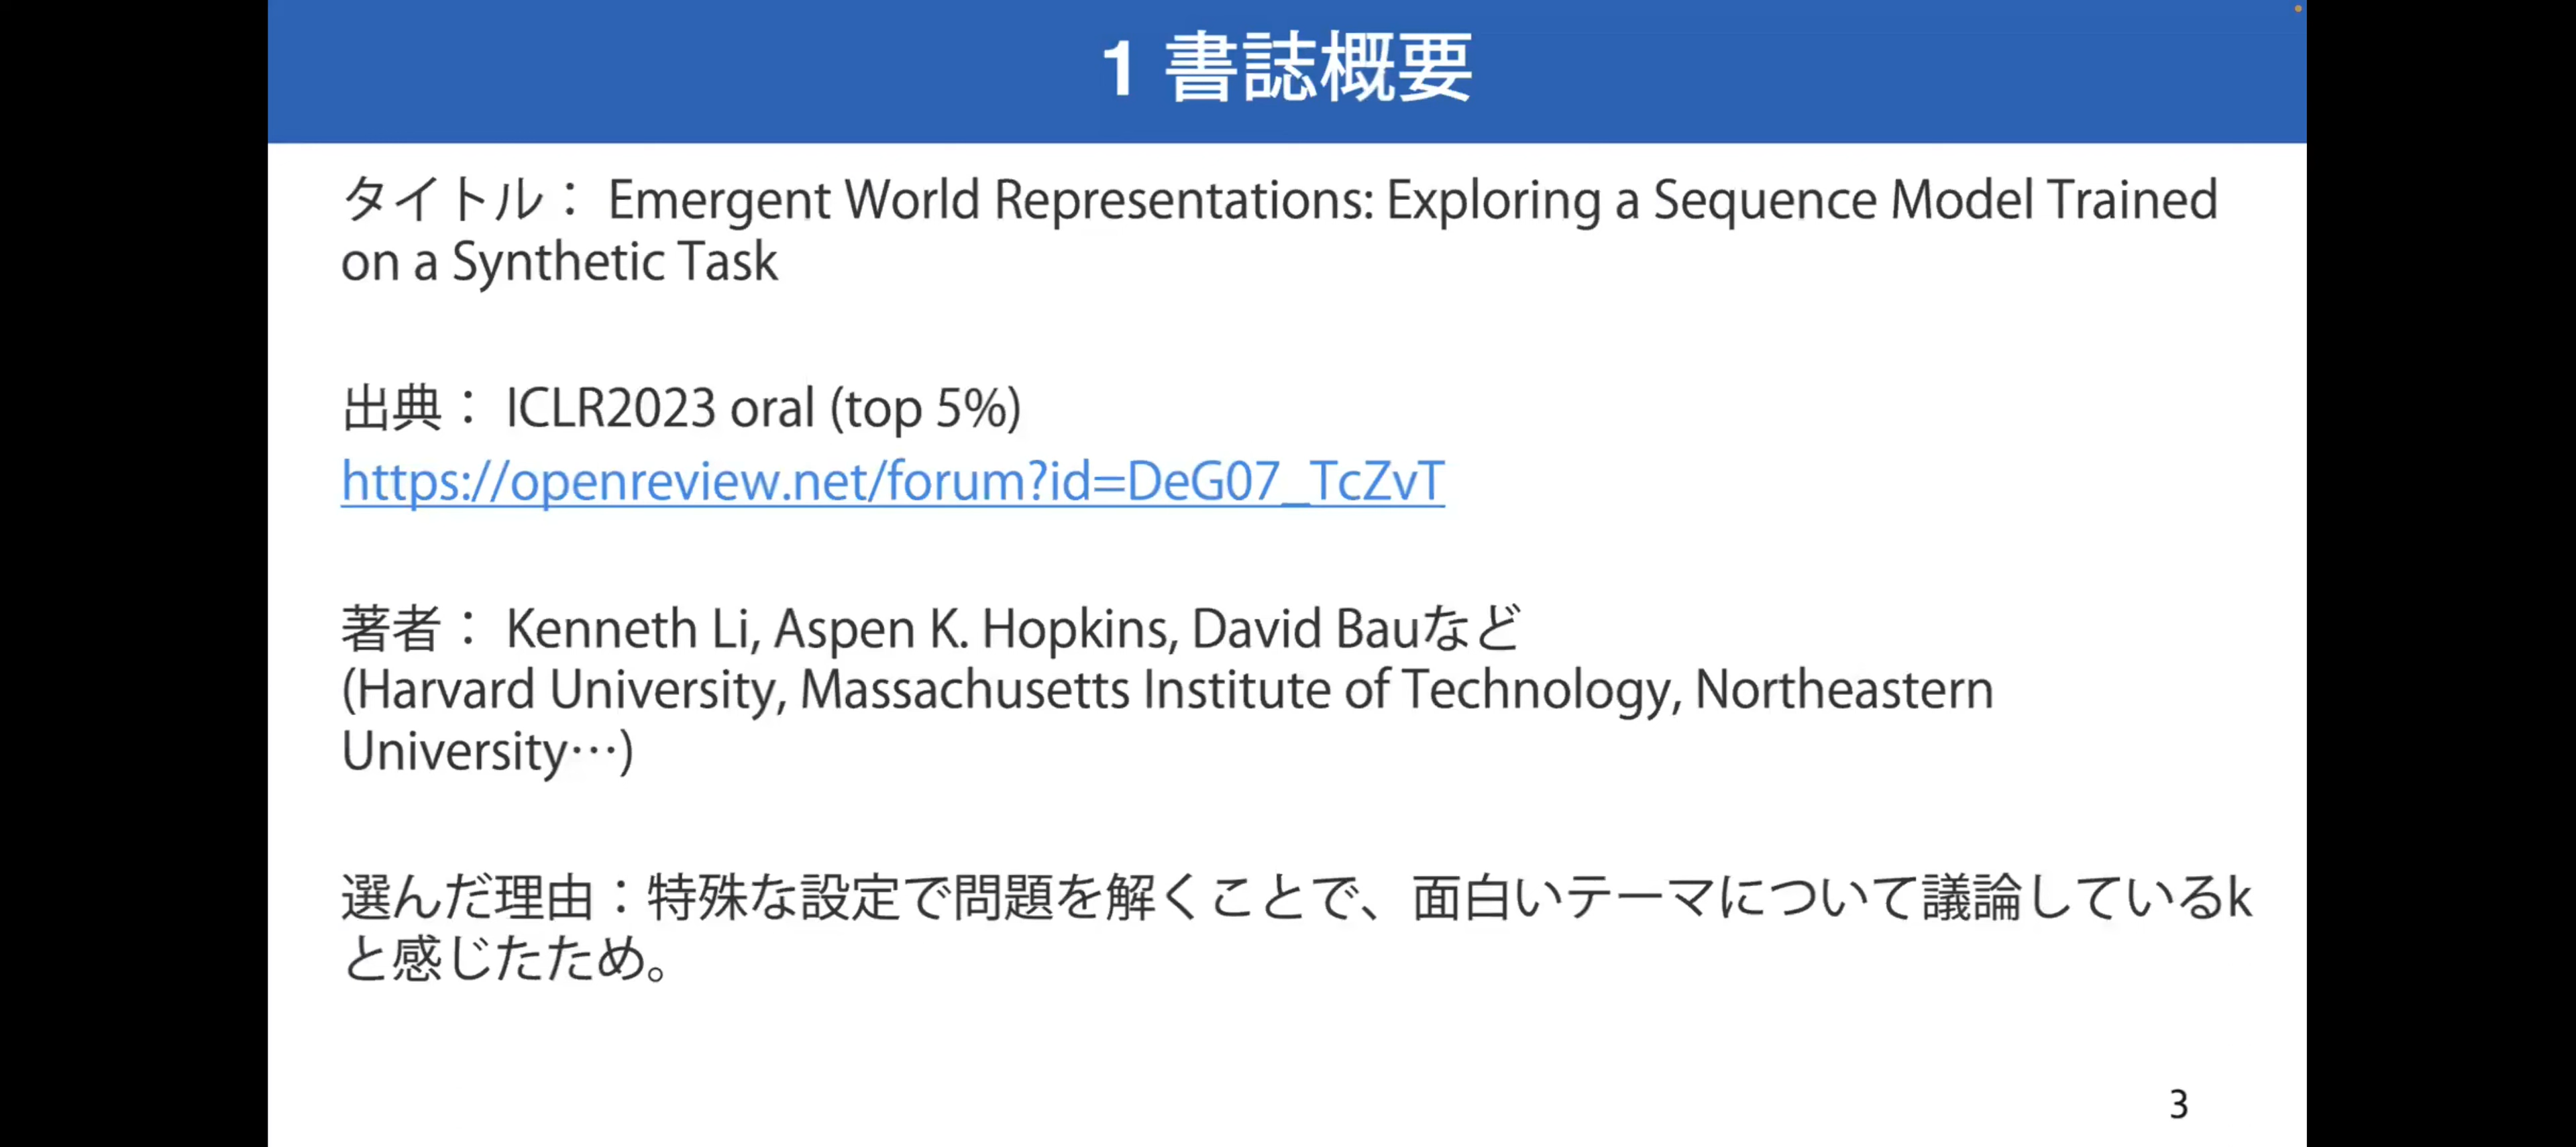 1 書誌概要
タイトル： Emergent World Representations: Exploring a Sequence Model Trained
on a Synthetic Task
出典： ICLR2023 oral (top 5%)
https://openreview.net/forum?id=DeG07_TcZvT
著者： Kenneth Li, Aspen K. Hopkins, David Bauなど
(Harvard University, Massachusetts Institute of Technology, Northeastern
University…)
選んだ理由：特殊な設定で問題を解くことで、面白いテーマについて議論しているk
と感じたため。
3